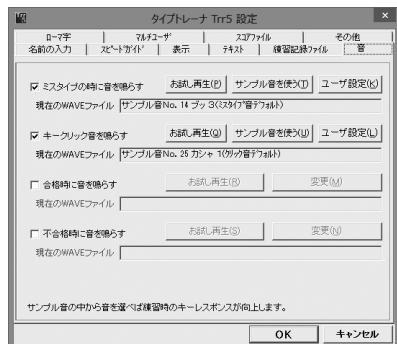 タイプトレーナ Trr5 設定
ローマ字 マルチユーザ スコアファイル その他
名前の入力 スピードガイド 表示 テキスト 練習記録ファイル 音
ミスタイプの時に音を鳴らす お試し再生(P) サンプル音を使う(T) ユーザ設定(K)
現在のWAVEファイル サンプル音No. 14 ブッ 3(ミスタイプ音デフォルト)
キークリック音を鳴らす お試し再生(Q) サンプル音を使う(U) ユーザ設定(L)
現在のWAVEファイル サンプル音No. 25 カシャ 1(クリック音デフォルト)
合格時に音を鳴らす お試し再生(R) 変更(M)
現在のWAVEファイル
不合格時に音を鳴らす お試し再生(S) 変更(N)
現在のWAVEファイル
サンプル音の中から音を選べば練習時のキーレスポンスが向上します。
OK キャンセル